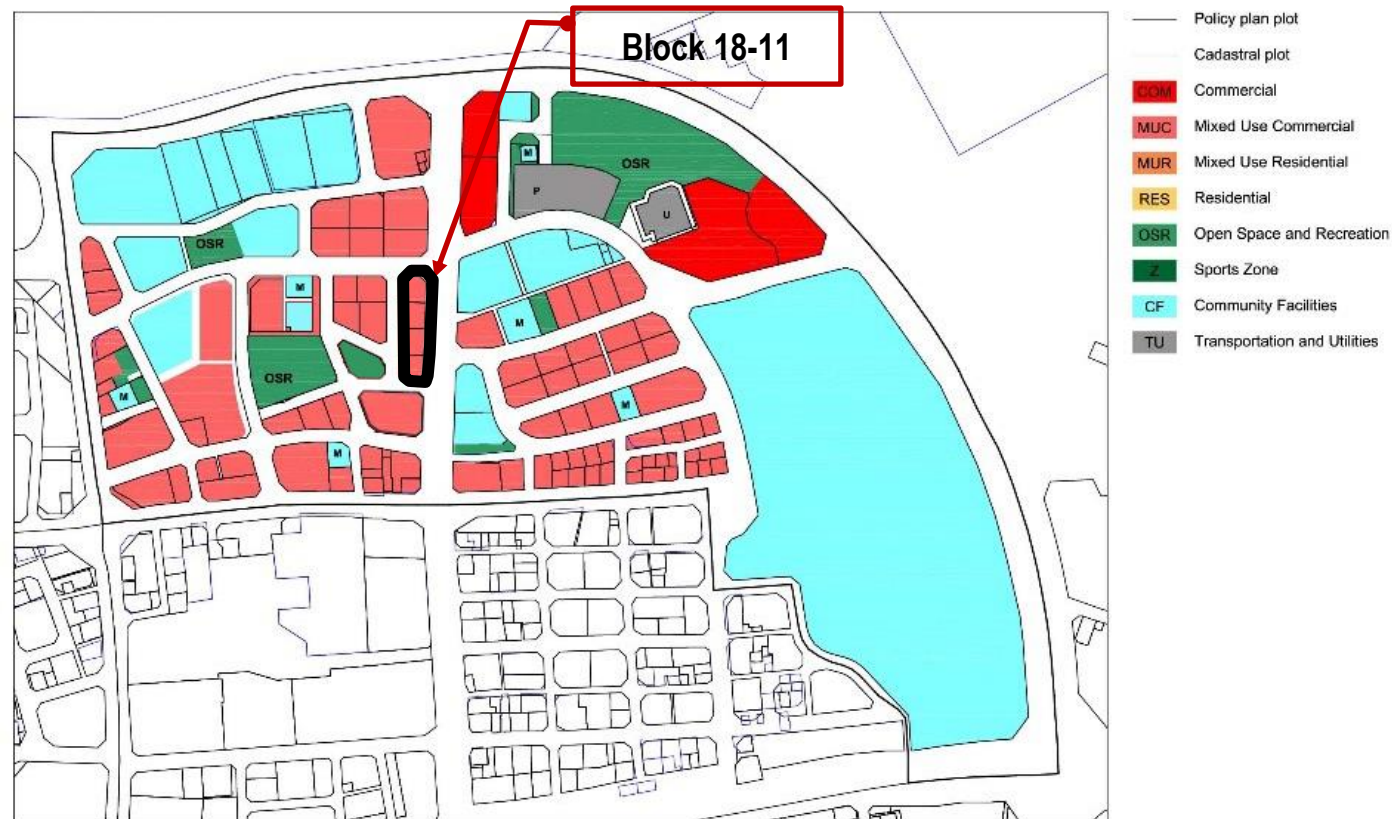 Block 18-11
Policy plan plot
Cadastral plot
COM Commercial
MUC Mixed Use Commercial
MUR Mixed Use Residential
RES Residential
OSR Open Space and Recreation
Z Sports Zone
CF Community Facilities
TU Transportation and Utilities
M
OSR
P
U
OSR
M
M
OSR
M
M
M